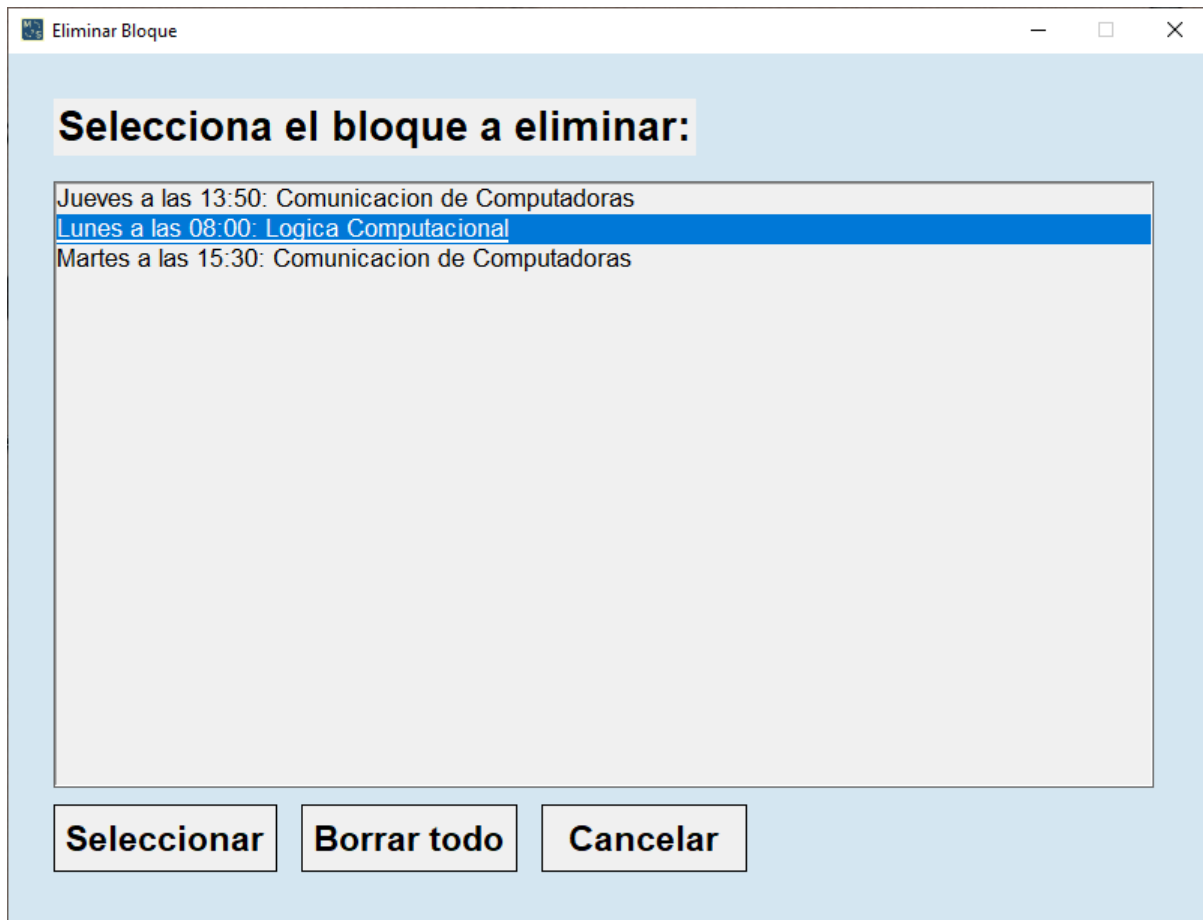 Eliminar Bloque
Selecciona el bloque a eliminar:
Jueves a las 13:50: Comunicacion de Computadoras
Lunes a las 08:00: Logica Computacional
Martes a las 15:30: Comunicacion de Computadoras
Seleccionar Borrar todo Cancelar